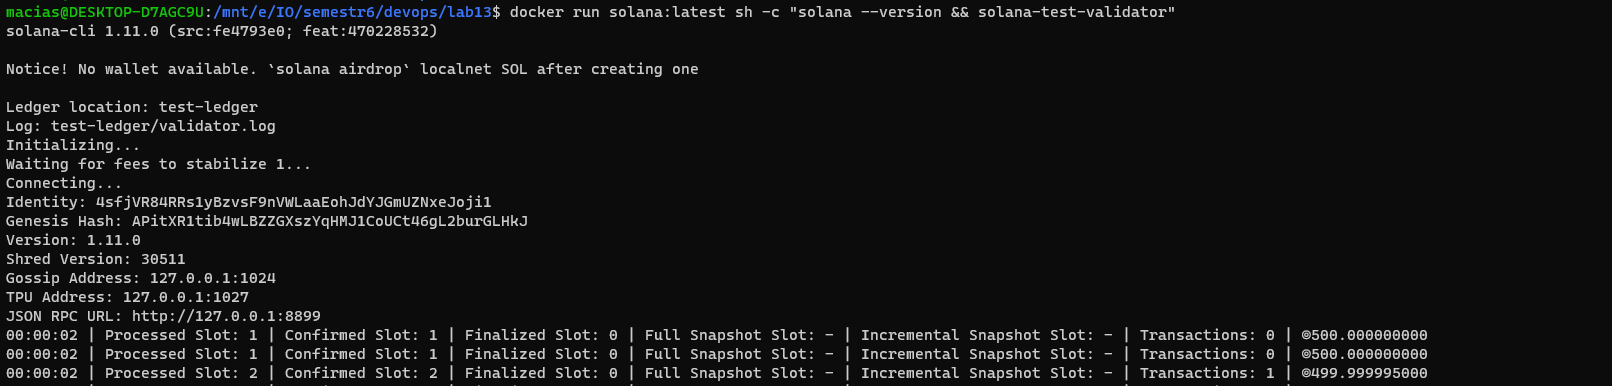 macias@DESKTOP-D7AGC9U:/mnt/e/IO/semestr6/devops/lab13$ docker run solana:latest sh -c "solana --version && solana-test-validator"
solana-cli 1.11.0 (src:fe4793e0; feat:470228532)
Notice! No wallet available. `solana airdrop` localnet SOL after creating one
Ledger location: test-ledger
Log: test-ledger/validator.log
Initializing...
Waiting for fees to stabilize 1...
Connecting...
Identity: 4sfjVR84RRs1yBzvsF9nVWLaaEohJdYJGmUZNxeJoji1
Genesis Hash: APitXR1tib4wLBZZGXszYqHMJ1CoUCt46gL2burGLHkJ
Version: 1.11.0
Shred Version: 30511
Gossip Address: 127.0.0.1:1024
TPU Address: 127.0.0.1:1027
JSON RPC URL: http://127.0.0.1:8899
00:00:02 | Processed Slot: 1 | Confirmed Slot: 1 | Finalized Slot: 0 | Full Snapshot Slot: - | Incremental Snapshot Slot: - | Transactions: 0 | ◎500.000000000
00:00:02 | Processed Slot: 1 | Confirmed Slot: 1 | Finalized Slot: 0 | Full Snapshot Slot: - | Incremental Snapshot Slot: - | Transactions: 0 | ◎500.000000000
00:00:02 | Processed Slot: 2 | Confirmed Slot: 2 | Finalized Slot: 0 | Full Snapshot Slot: - | Incremental Snapshot Slot: - | Transactions: 1 | ◎499.999995000